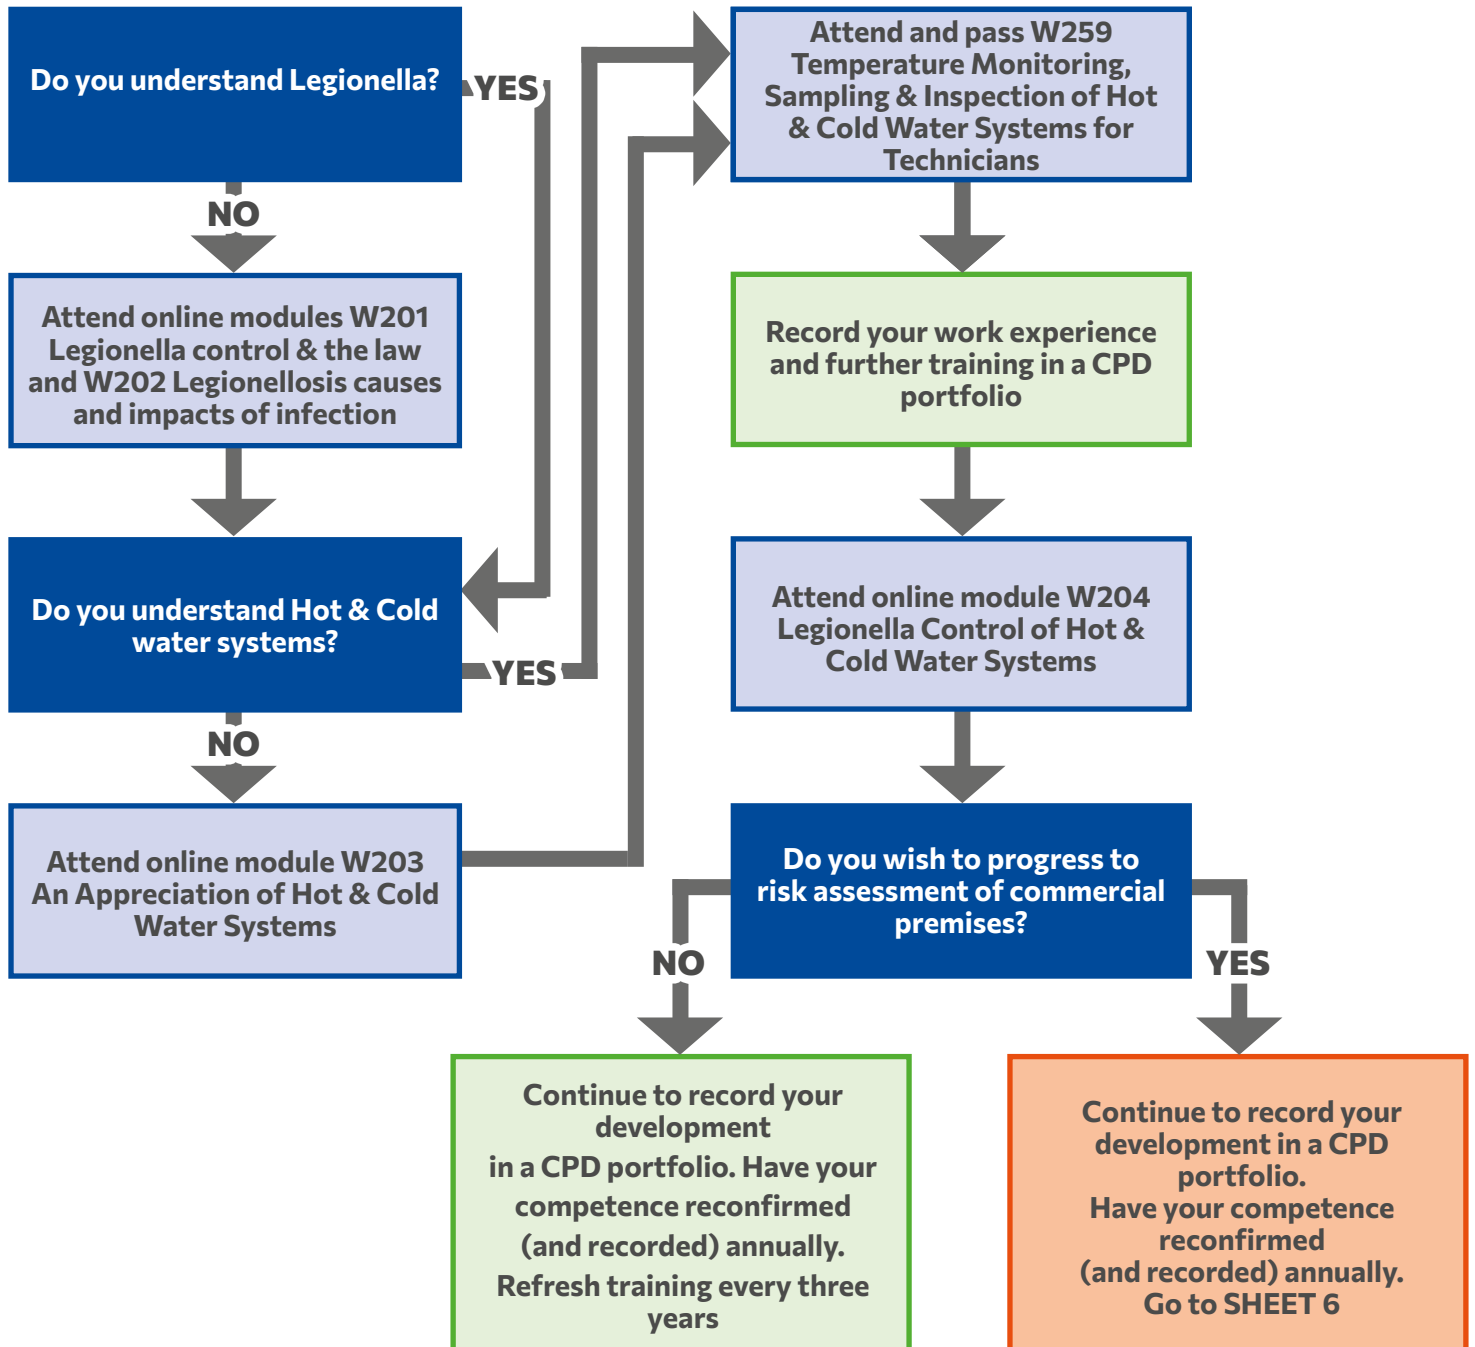 Do you understand Legionella?
YES
NO
Attend online modules W201
Legionella control & the law
and W202 Legionellosis causes
and impacts of infection
Do you understand Hot & Cold
water systems?
YES
NO
Attend online module W203
An Appreciation of Hot & Cold
Water Systems
Attend and pass W259
Temperature Monitoring,
Sampling & Inspection of Hot
& Cold Water Systems for
Technicians
Record your work experience
and further training in a CPD
portfolio
Attend online module W204
Legionella Control of Hot &
Cold Water Systems
Do you wish to progress to
risk assessment of commercial
premises?
NO
YES
Continue to record your
development
in a CPD portfolio. Have your
competence reconfirmed
(and recorded) annually.
Refresh training every three
years
Continue to record your
development in a CPD
portfolio.
Have your competence
reconfirmed
(and recorded) annually.
Go to SHEET 6